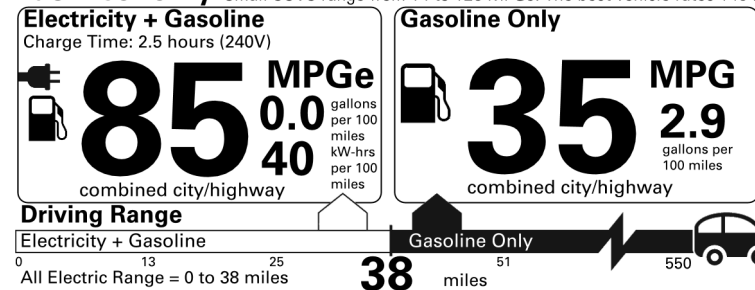 Electricity + Gasoline
Charge Time: 2.5 hours (240V)
85
MPGe
0.0 gallons
per 100
miles
40 kW-hrs
per 100
miles
combined city/highway
Gasoline Only
35
MPG
2.9
gallons per
100 miles
combined city/highway
Driving Range
Electricity + Gasoline
Gasoline Only
0 13 25 38 miles 51 550
All Electric Range = 0 to 38 miles